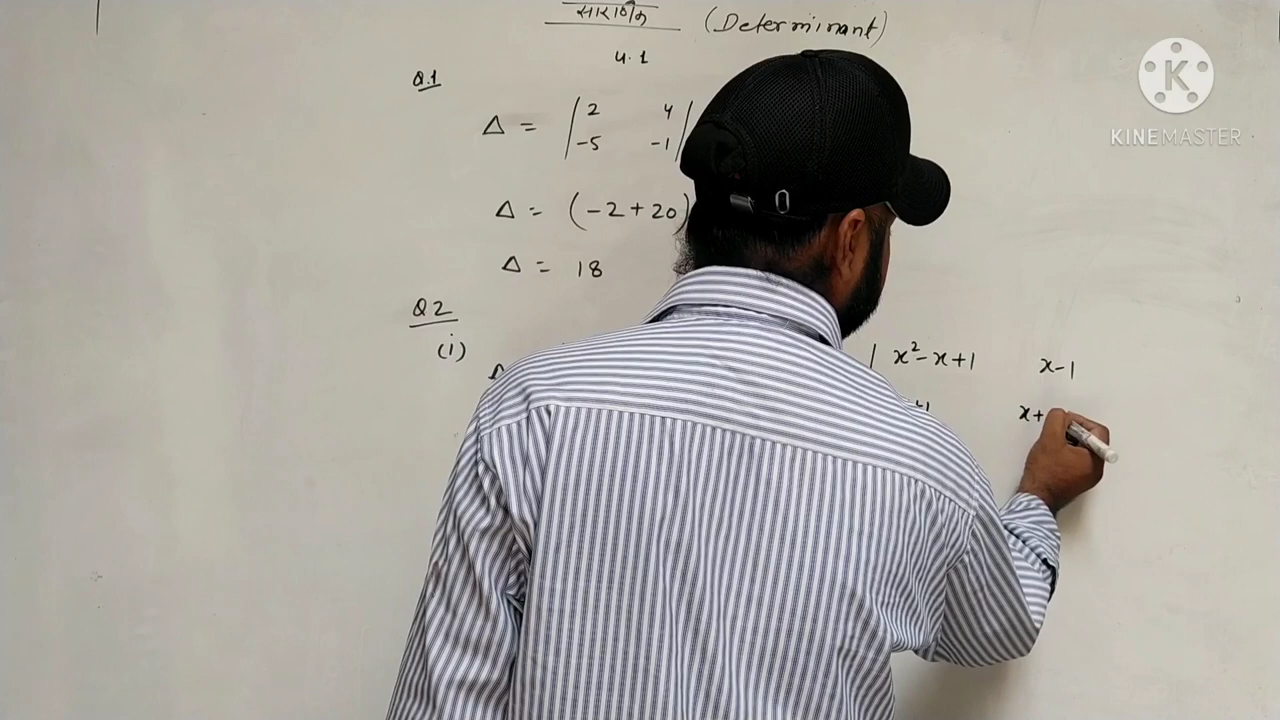 सारणिक (Determinant)
4.1
Q.1
Δ = | 2 4 |
| -5 -1 |
Δ = (-2 + 20)
Δ = 18
Q2
(i)
| x² - x + 1 x - 1
x +
KINEMASTER